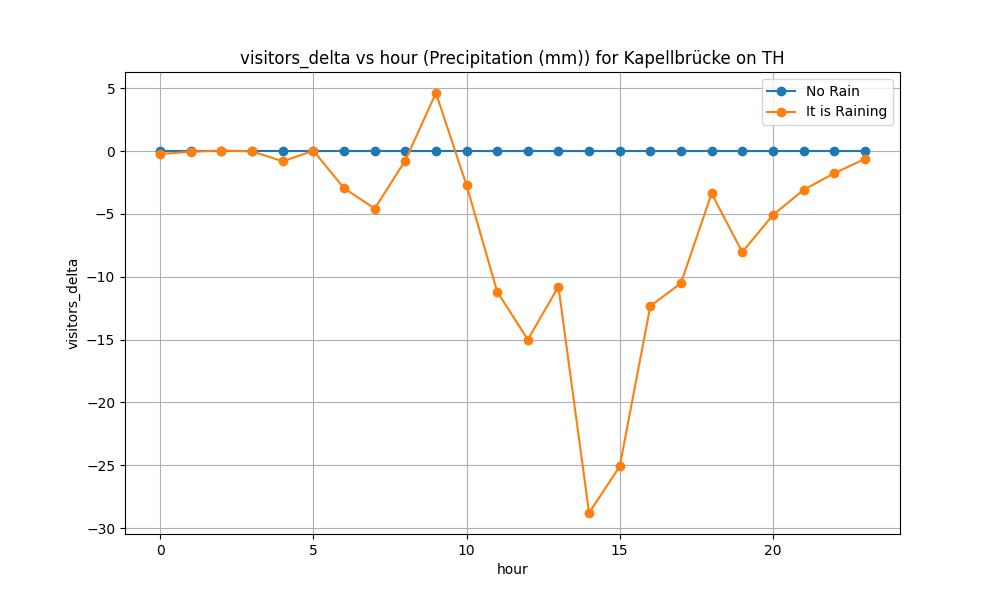 visitors_delta vs hour (Precipitation (mm)) for Kapellbrücke on TH
No Rain
It is Raining
5
0
−5
−10
−15
−20
−25
−30
visitors_delta
0 5 10 15 20
hour